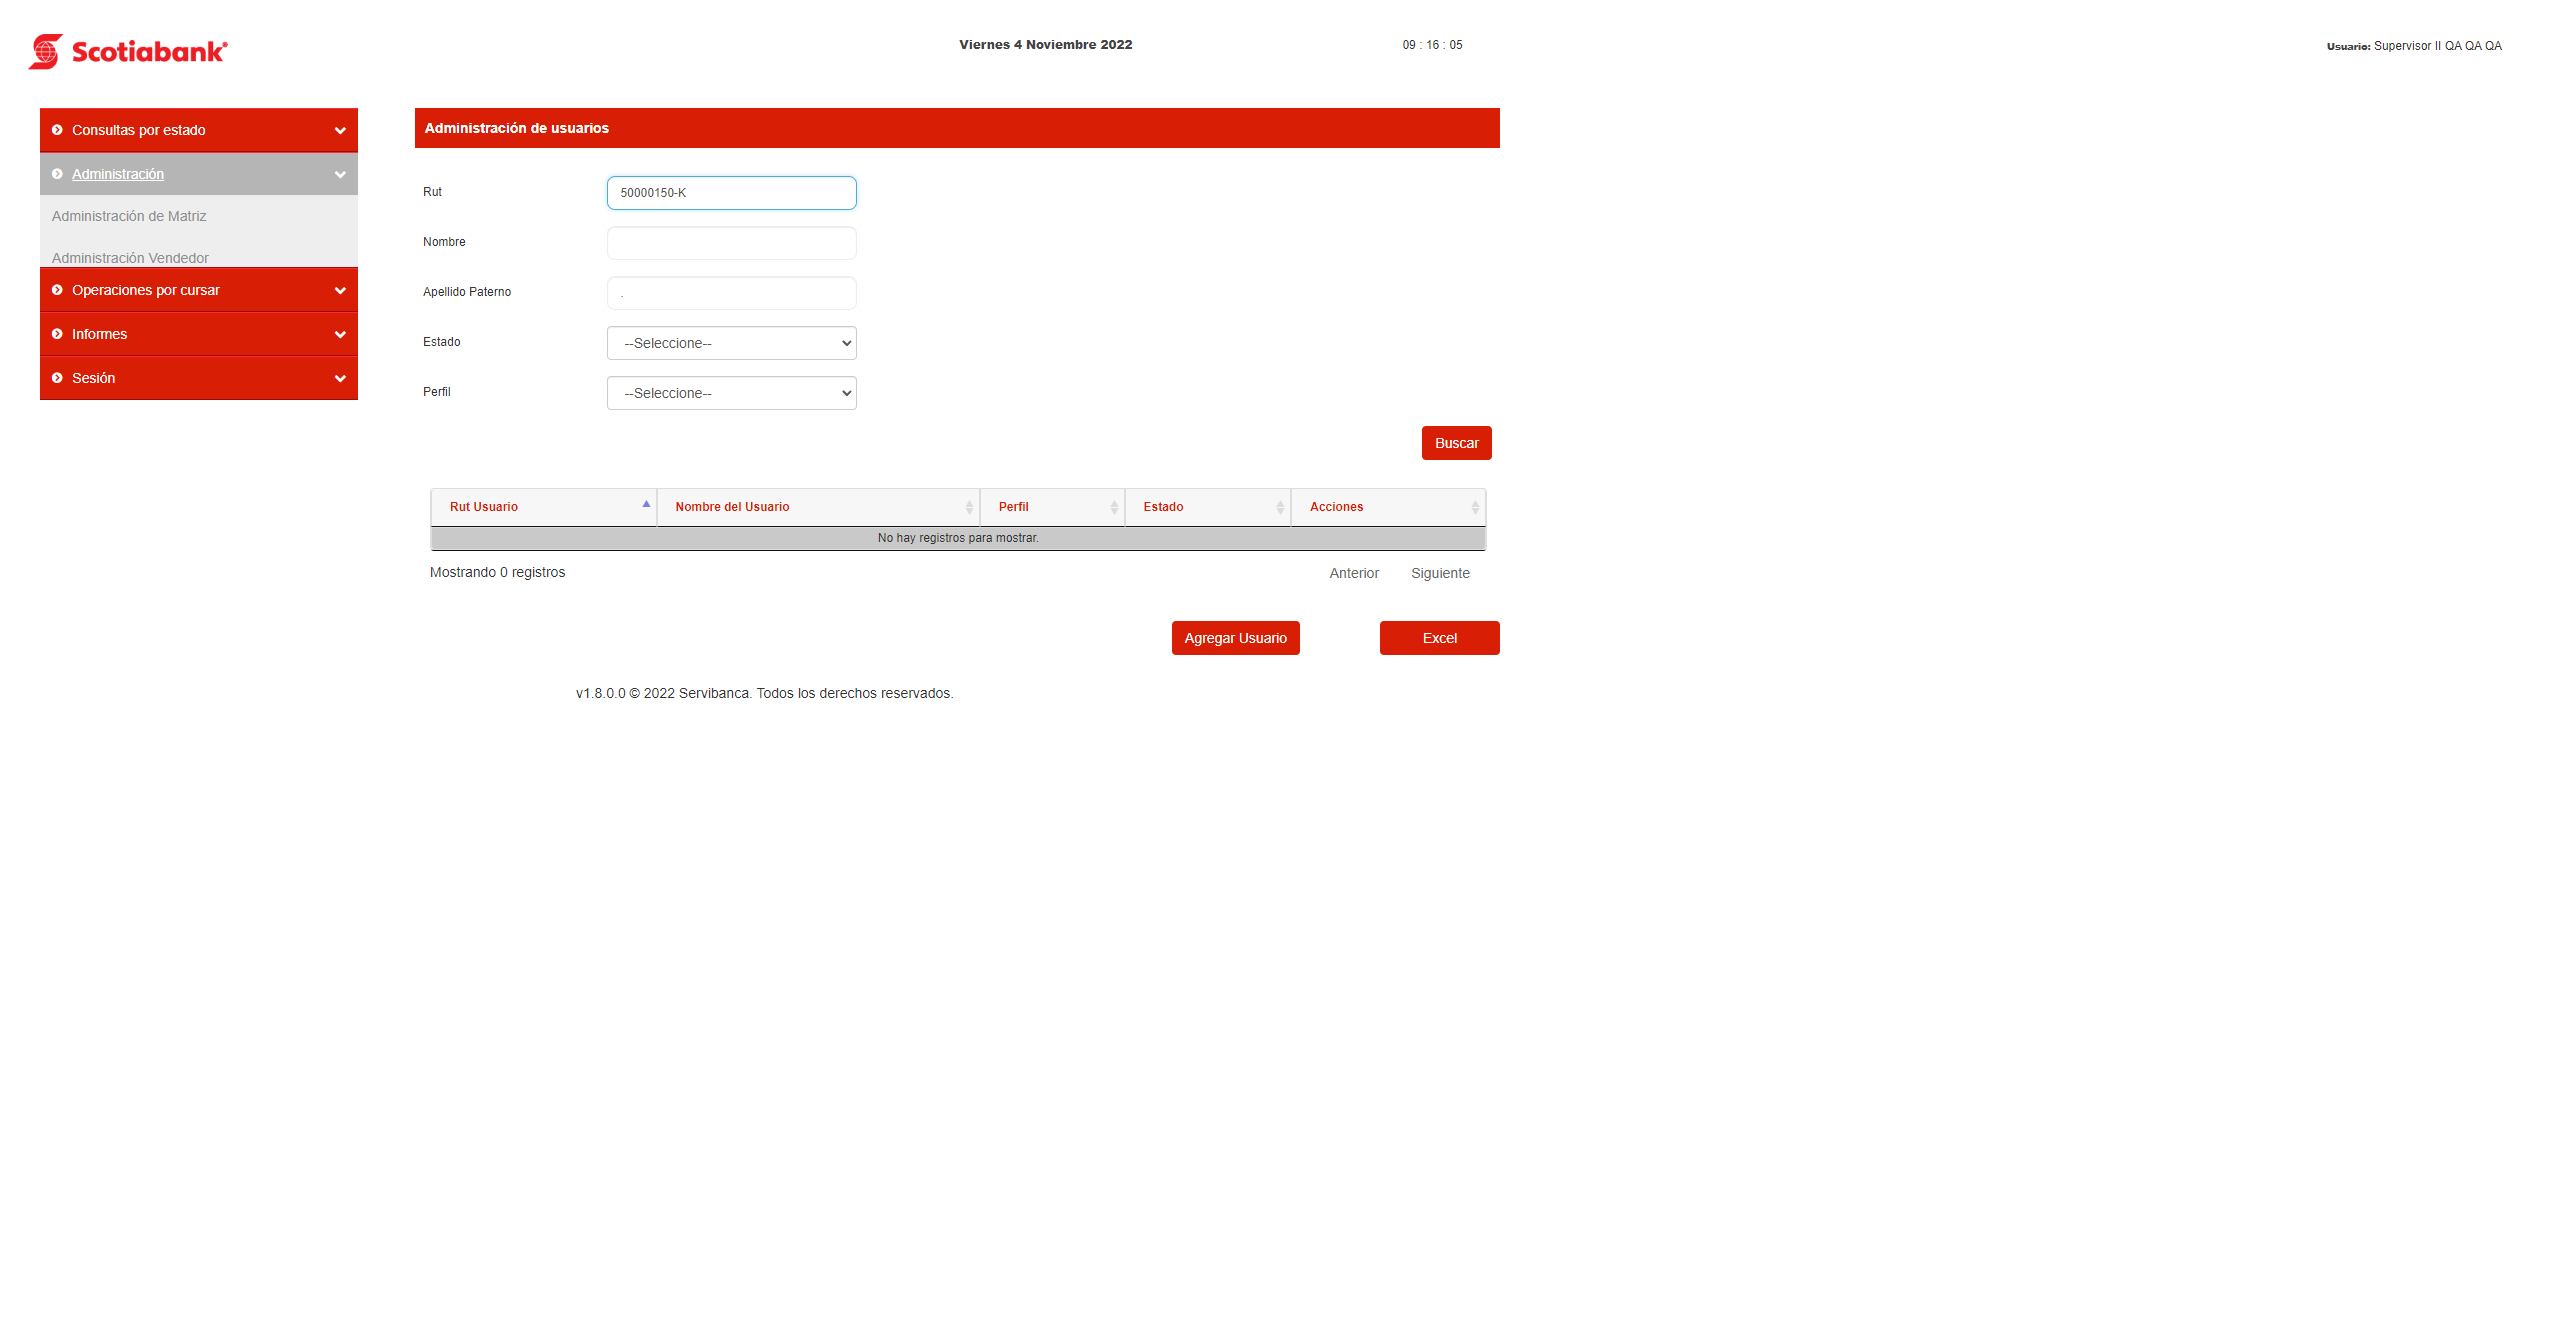 Scotiabank®
Viernes 4 Noviembre 2022
09 : 16 : 05
Usuario: Supervisor II QA QA QA
Consultas por estado
Administración
Administración de Matriz
Administración Vendedor
Operaciones por cursar
Informes
Sesión
Administración de usuarios
Rut
50000150-K
Nombre
Apellido Paterno
.
Estado
--Seleccione--
Perfil
--Seleccione--
Buscar
Rut Usuario Nombre del Usuario Perfil Estado Acciones
No hay registros para mostrar.
Mostrando 0 registros
Anterior Siguiente
Agregar Usuario Excel
v1.8.0.0 © 2022 Servibanca. Todos los derechos reservados.